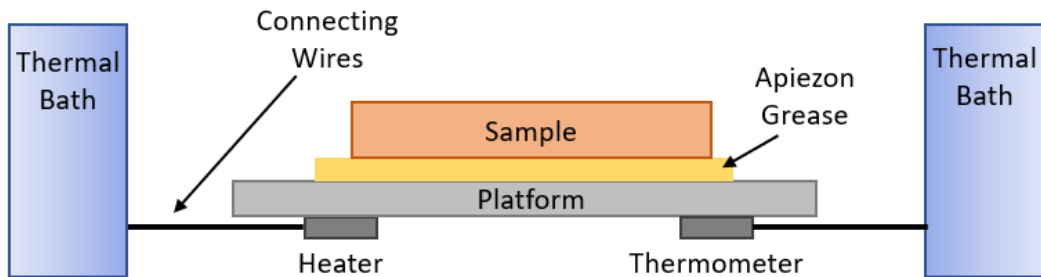 Connecting
Wires
Thermal
Bath
Apiezon
Grease
Thermal
Bath
Sample
Platform
Heater
Thermometer